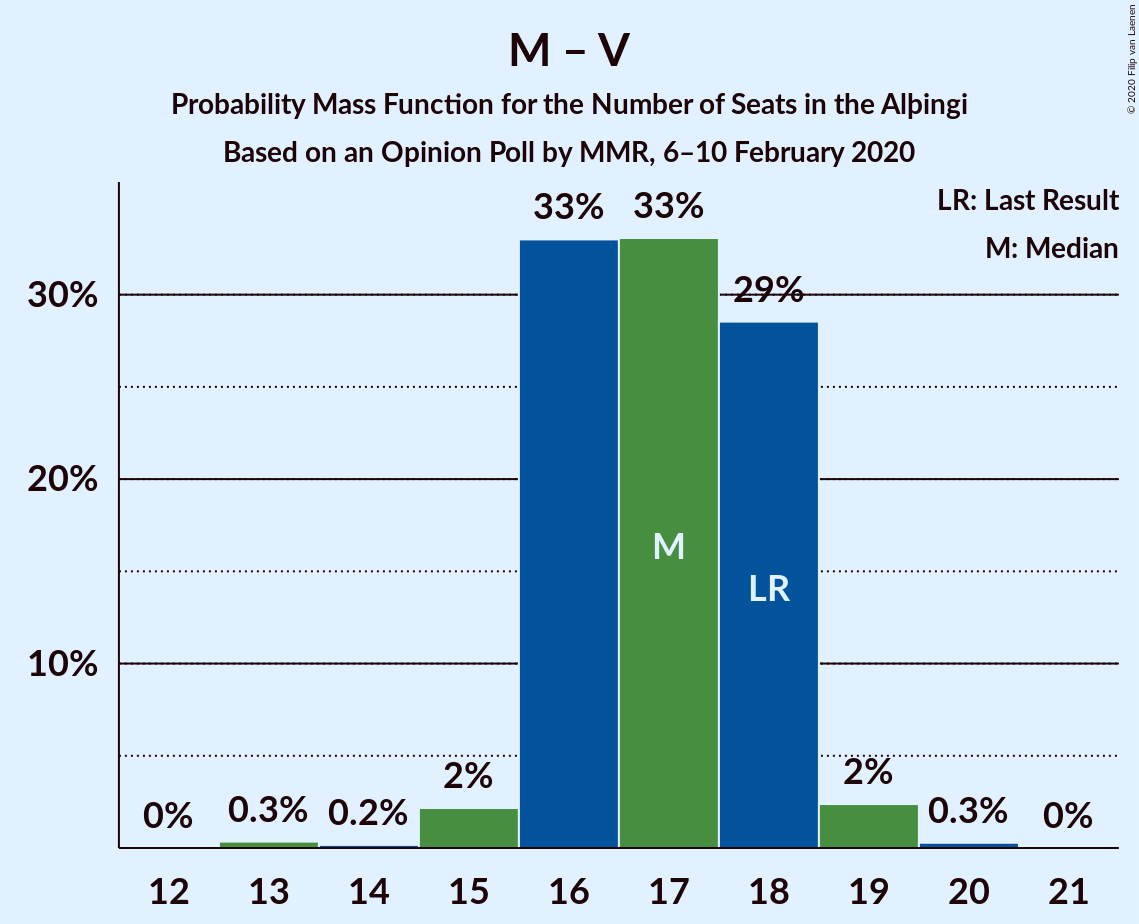 M – V
Probability Mass Function for the Number of Seats in the Alþingi
Based on an Opinion Poll by MMR, 6–10 February 2020
© 2020 Filip van Laenen
LR: Last Result
M: Median
33%
33%
29%
30%
20%
10%
M
LR
0%
0.3%
0.2%
2%
2%
0.3%
0%
12
13
14
15
16
17
18
19
20
21